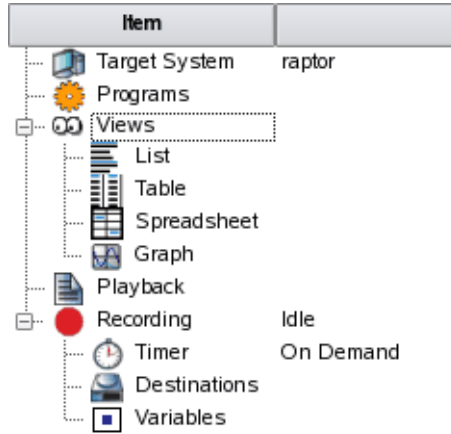 Item
Target System raptor
Programs
Views
List
Table
Spreadsheet
Graph
Playback
Recording Idle
Timer On Demand
Destinations
Variables